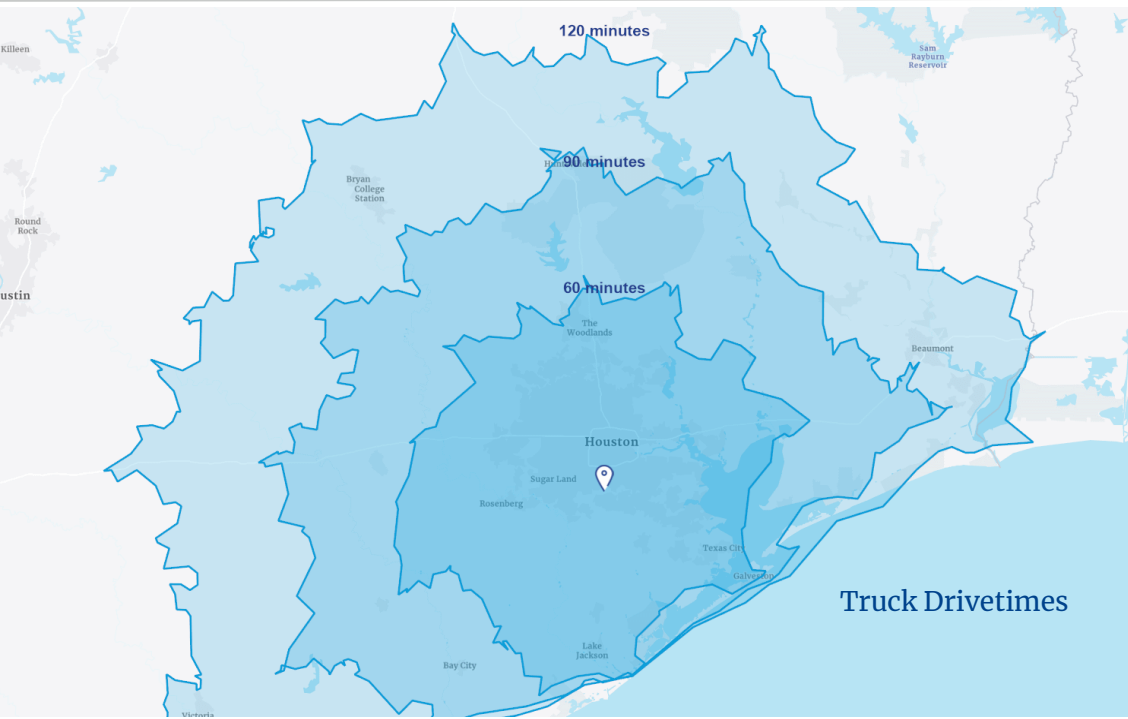 120 minutes
Killeen
Sam
Rayburn
Reservoir
90 minutes
Bryan
College
Station
Round
Rock
60 minutes
ustin
The
Woodlands
Beaumont
Houston
Sugar Land
Rosenberg
Texas City
Galveston
Truck Drivetimes
Lake
Jackson
Bay City
Victoria